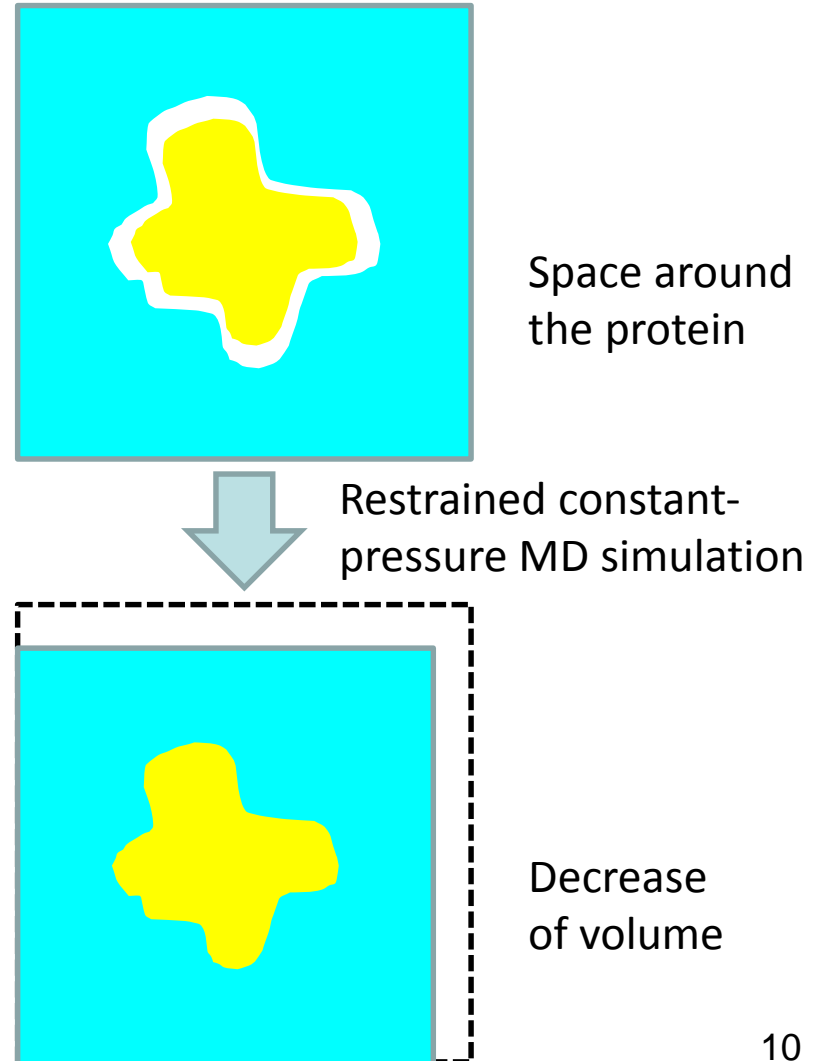 Space around
the protein
Restrained constant-
pressure MD simulation
Decrease
of volume
10